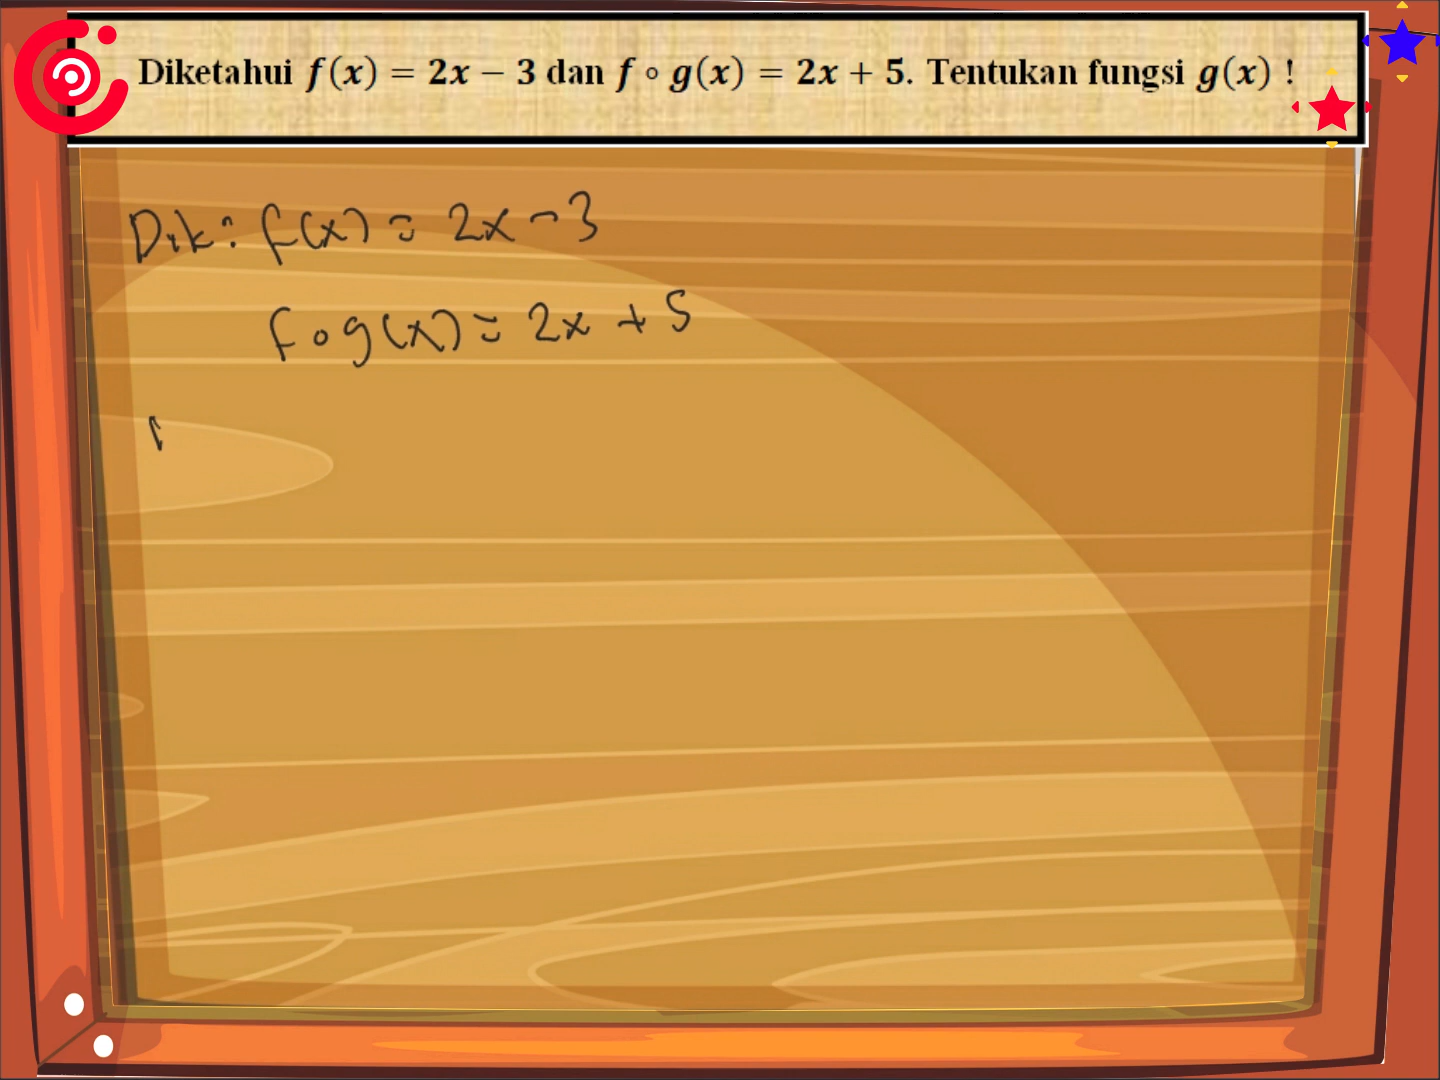 Diketahui f(x) = 2x − 3 dan f ∘ g(x) = 2x + 5. Tentukan fungsi g(x) !
Dik: f(x) = 2x - 3
f o g(x) = 2x + 5